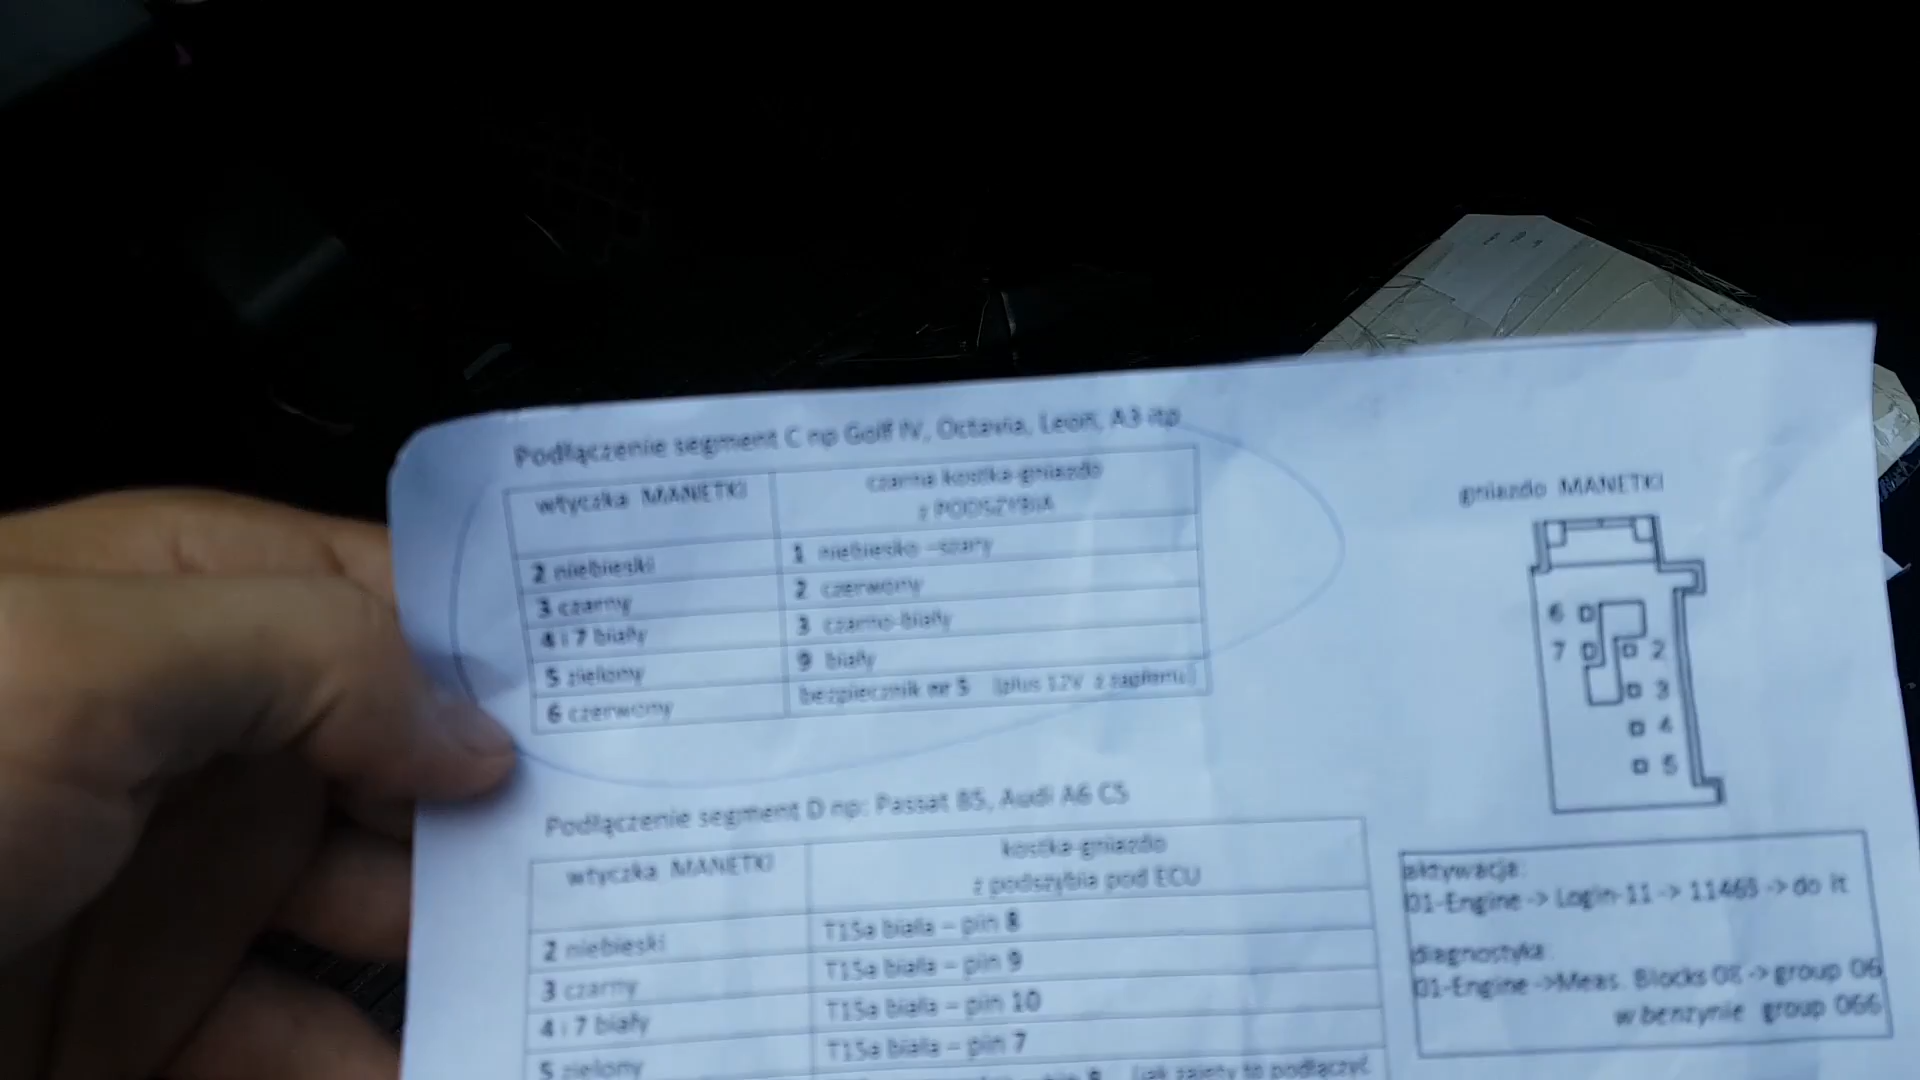 Podłączenie segment C np Golf IV, Octavia, Leon, A3 itp
wtyczka MANETKI
czarna kostka-gniazdo
z PODSZYBIA
2 niebieski
1 niebiesko –szary
3 czarny
2 czerwony
4 i 7 biały
3 czarno-biały
5 zielony
9 biały
6 czerwony
bezpiecznik nr 5 (plus 12V z zapłonu)
gniazdo MANETKI
6
7
2
3
4
5
Podłączenie segment D np: Passat B5, Audi A6 C5
wtyczka MANETKI
kostka-gniazdo
z podszybia pod ECU
2 niebieski
T15a biała – pin 8
3 czarny
T15a biała – pin 9
4 i 7 biały
T15a biała – pin 10
5 zielony
T15a biała – pin 7
(jak zajęty to podłączyć
aktywacja:
01-Engine -> Login-11 -> 11463 -> do it
diagnostyka:
01-Engine ->Meas. Blocks 08 -> group 06
w benzynie group 066